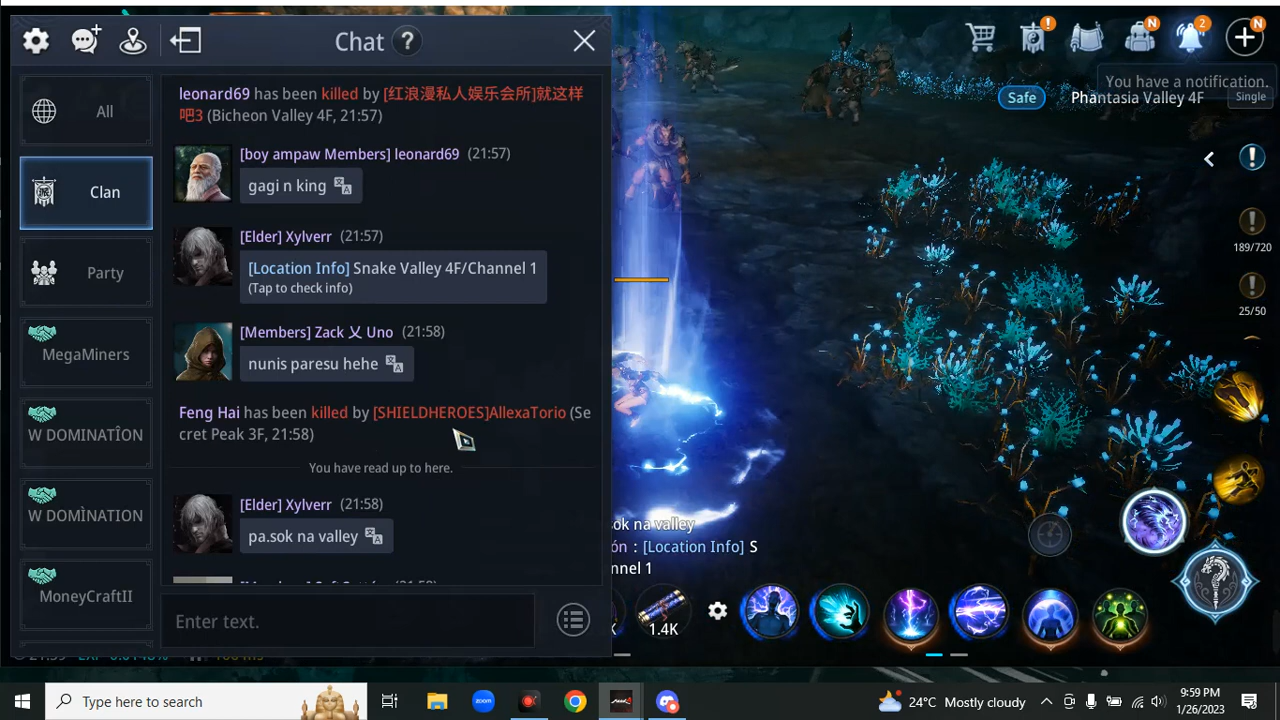 Chat ?
All
Clan
Party
MegaMiners
W DOMINATÎON
W DOMÌNATION
MoneyCraftII
leonard69 has been killed by [红浪漫私人娱乐会所]就这样
吧3 (Bicheon Valley 4F, 21:57)
[boy ampaw Members] leonard69 (21:57)
gagi n king
[Elder] Xylverr (21:57)
[Location Info] Snake Valley 4F/Channel 1
(Tap to check info)
[Members] Zack 乂 Uno (21:58)
nunis paresu hehe
Feng Hai has been killed by [SHIELDHEROES]AllexaTorio (Se
cret Peak 3F, 21:58)
You have read up to here.
[Elder] Xylverr (21:58)
pa.sok na valley
Enter text.
N
2
N
You have a notification.
Safe
Phantasia Valley 4F
Single
189/720
25/50
sok na valley
ón : [Location Info] S
nnel 1
1.4K
Type here to search
24°C Mostly cloudy
9:59 PM
1/26/2023